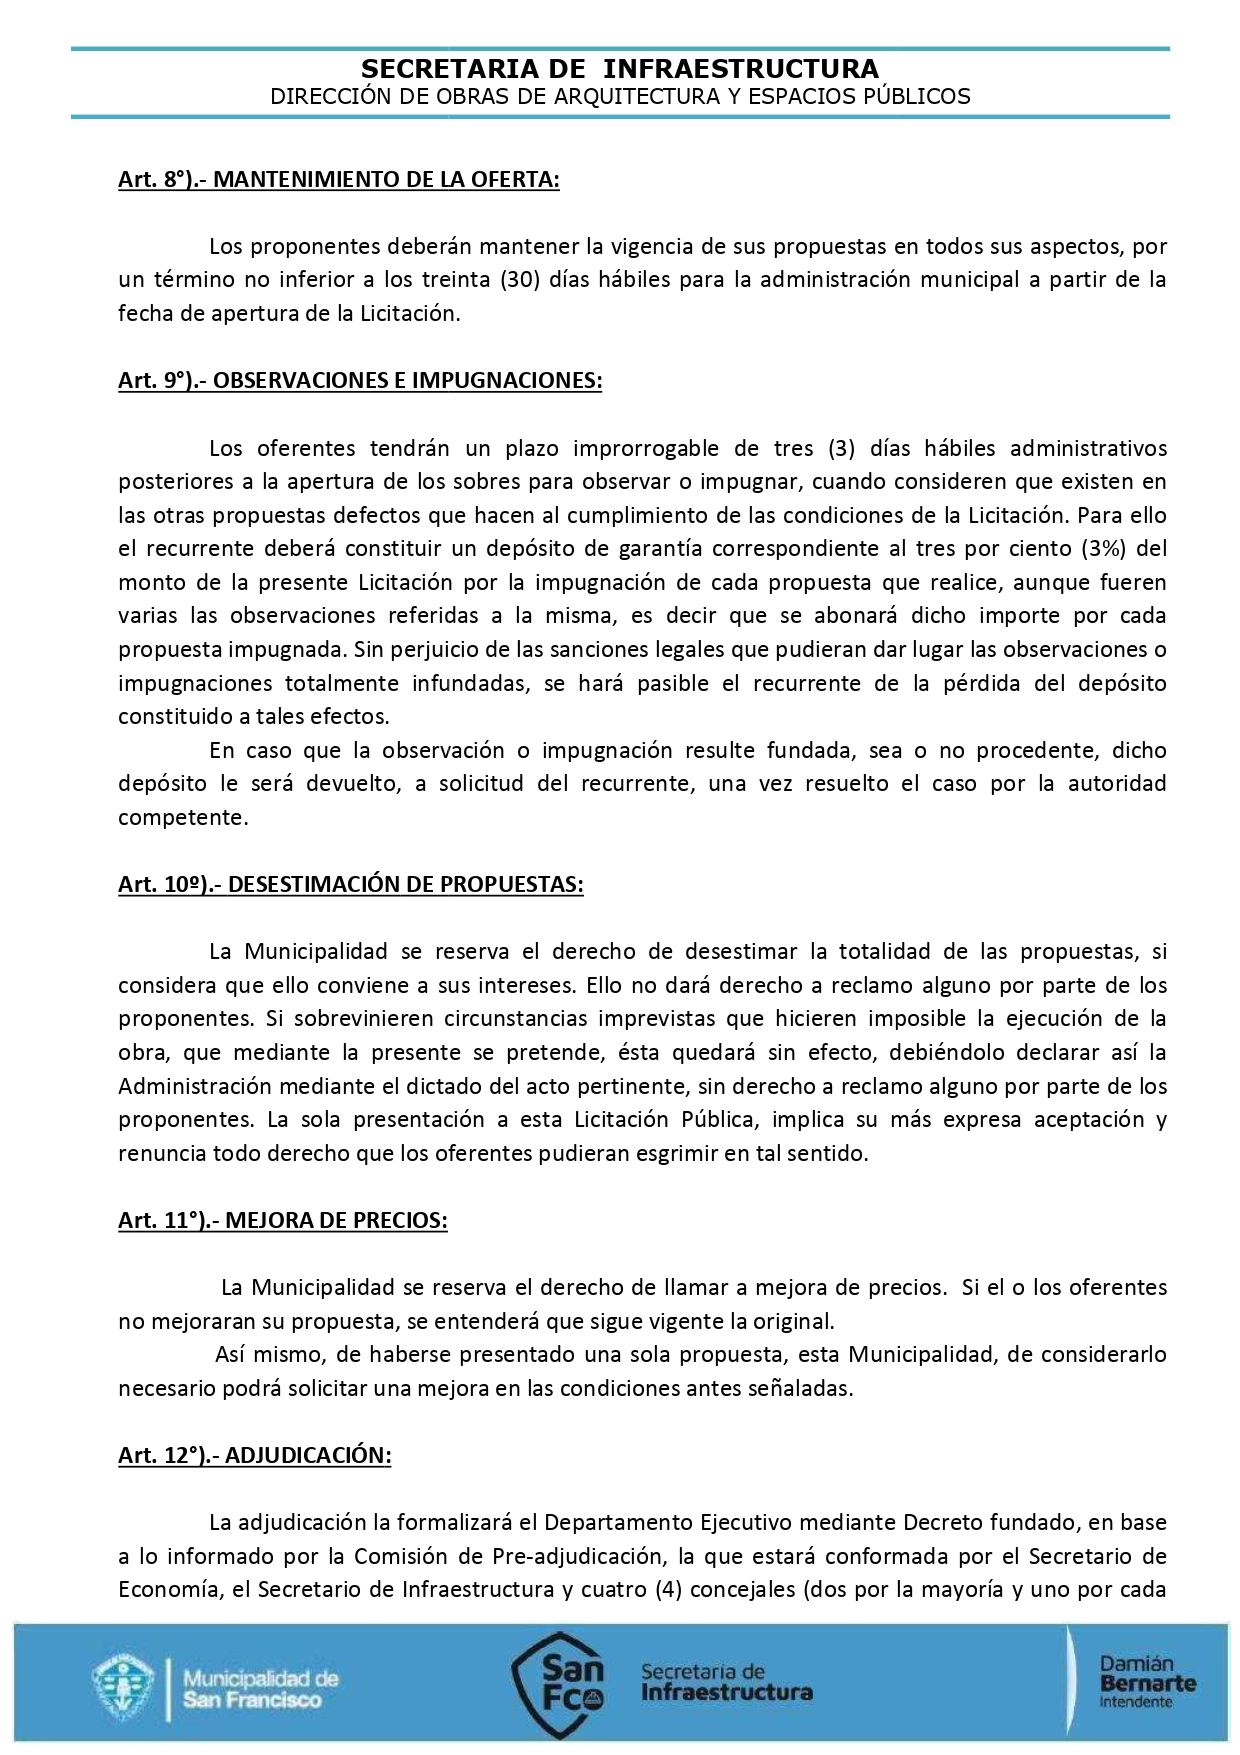 SECRETARIA DE  INFRAESTRUCTURA
DIRECCIÓN DE OBRAS DE ARQUITECTURA Y ESPACIOS PÚBLICOS
Art. 8°).- MANTENIMIENTO DE LA OFERTA:
Los proponentes deberán mantener la vigencia de sus propuestas en todos sus aspectos, por
un término no inferior a los treinta (30) días hábiles para la administración municipal a partir de la
fecha de apertura de la Licitación.
Art. 9°).- OBSERVACIONES E IMPUGNACIONES:
Los oferentes tendrán un plazo improrrogable de tres (3) días hábiles administrativos
posteriores a la apertura de los sobres para observar o impugnar, cuando consideren que existen en
las otras propuestas defectos que hacen al cumplimiento de las condiciones de la Licitación. Para ello
el recurrente deberá constituir un depósito de garantía correspondiente al tres por ciento (3%) del
monto de la presente Licitación por la impugnación de cada propuesta que realice, aunque fueren
varias las observaciones referidas a la misma, es decir que se abonará dicho importe por cada
propuesta impugnada. Sin perjuicio de las sanciones legales que pudieran dar lugar las observaciones o
impugnaciones totalmente infundadas, se hará pasible el recurrente de la pérdida del depósito
constituido a tales efectos.
En caso que la observación o impugnación resulte fundada, sea o no procedente, dicho
depósito le será devuelto, a solicitud del recurrente, una vez resuelto el caso por la autoridad
competente.
Art. 10º).- DESESTIMACIÓN DE PROPUESTAS:
La Municipalidad se reserva el derecho de desestimar la totalidad de las propuestas, si
considera que ello conviene a sus intereses. Ello no dará derecho a reclamo alguno por parte de los
proponentes. Si sobrevinieren circunstancias imprevistas que hicieren imposible la ejecución de la
obra, que mediante la presente se pretende, ésta quedará sin efecto, debiéndolo declarar así la
Administración mediante el dictado del acto pertinente, sin derecho a reclamo alguno por parte de los
proponentes. La sola presentación a esta Licitación Pública, implica su más expresa aceptación y
renuncia todo derecho que los oferentes pudieran esgrimir en tal sentido.
Art. 11°).- MEJORA DE PRECIOS:
La Municipalidad se reserva el derecho de llamar a mejora de precios.  Si el o los oferentes
no mejoraran su propuesta, se entenderá que sigue vigente la original.
Así mismo, de haberse presentado una sola propuesta, esta Municipalidad, de considerarlo
necesario podrá solicitar una mejora en las condiciones antes señaladas.
Art. 12°).- ADJUDICACIÓN:
La adjudicación la formalizará el Departamento Ejecutivo mediante Decreto fundado, en base
a lo informado por la Comisión de Pre-adjudicación, la que estará conformada por el Secretario de
Economía, el Secretario de Infraestructura y cuatro (4) concejales (dos por la mayoría y uno por cada
Municipalidad de
San Francisco
San
Fco
Secretaría de
Infraestructura
Damián
Bernarte
Intendente